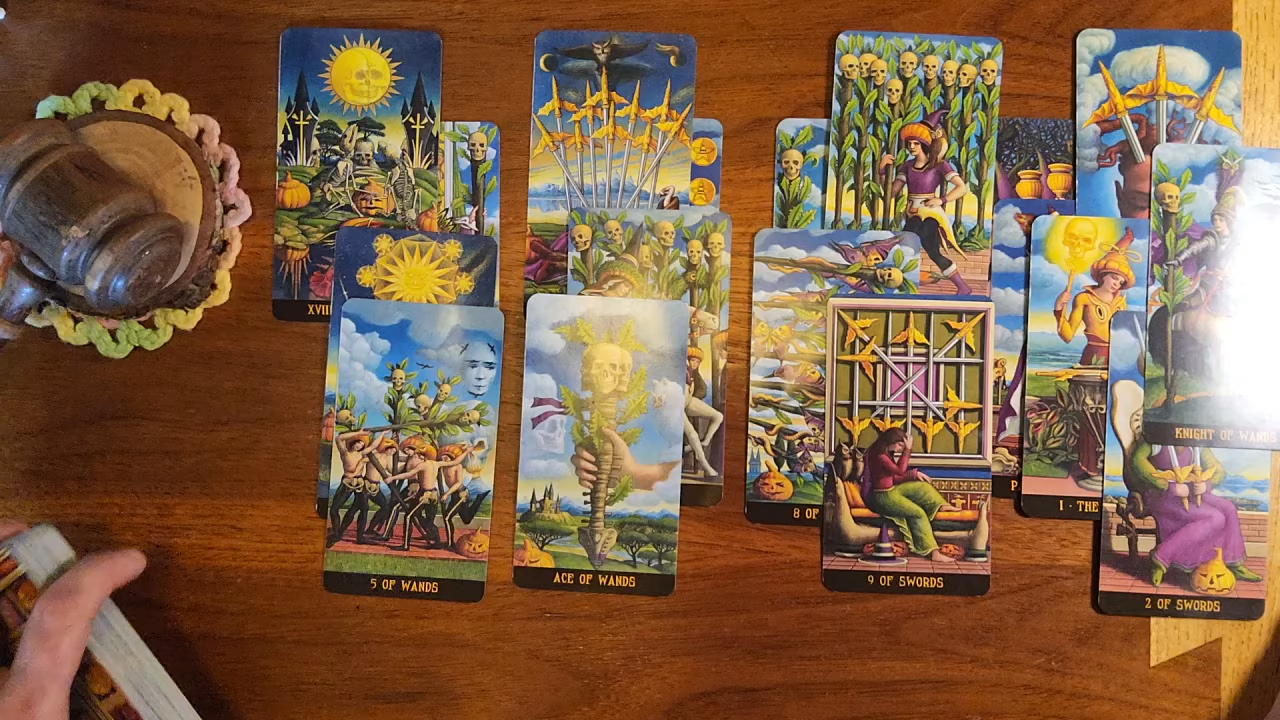 XVIII
KNIGHT OF WANDS
8 OF
P
I - THE
5 OF WANDS
ACE OF WANDS
9 OF SWORDS
2 OF SWORDS